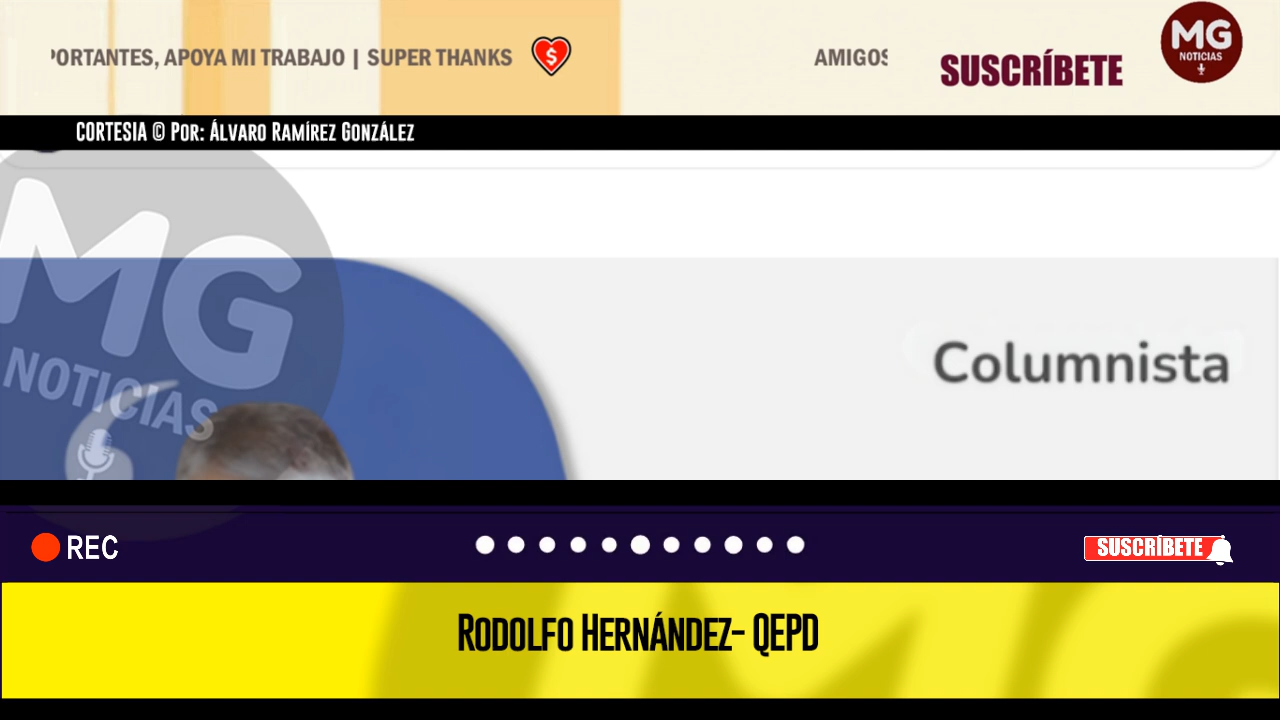 PORTANTES, APOYA MI TRABAJO | SUPER THANKS
$
AMIGOS
SUSCRÍBETE
MG
NOTICIAS
CORTESIA © Por: Álvaro Ramírez González
MG
NOTICIAS
Columnista
REC
SUSCRÍBETE
Rodolfo Hernández- QEPD